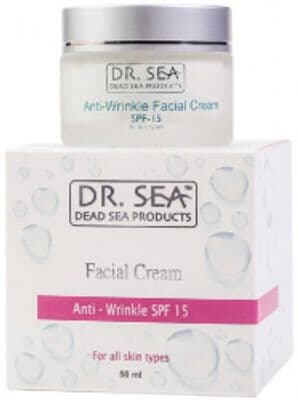 DR. SEA
DEAD SEA PRODUCTS
Anti-Wrinkle Facial Cream
SPF-15
DR. SEA™
DEAD SEA PRODUCTS
Facial Cream
Anti - Wrinkle SPF 15
For all skin types
50 ml